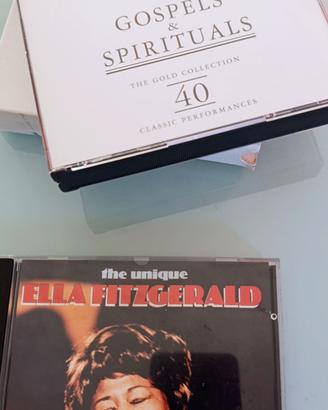 GOSPELS
&
SPIRITUALS
THE GOLD COLLECTION
40
CLASSIC PERFORMANCES
the unique
ELLA FITZGERALD